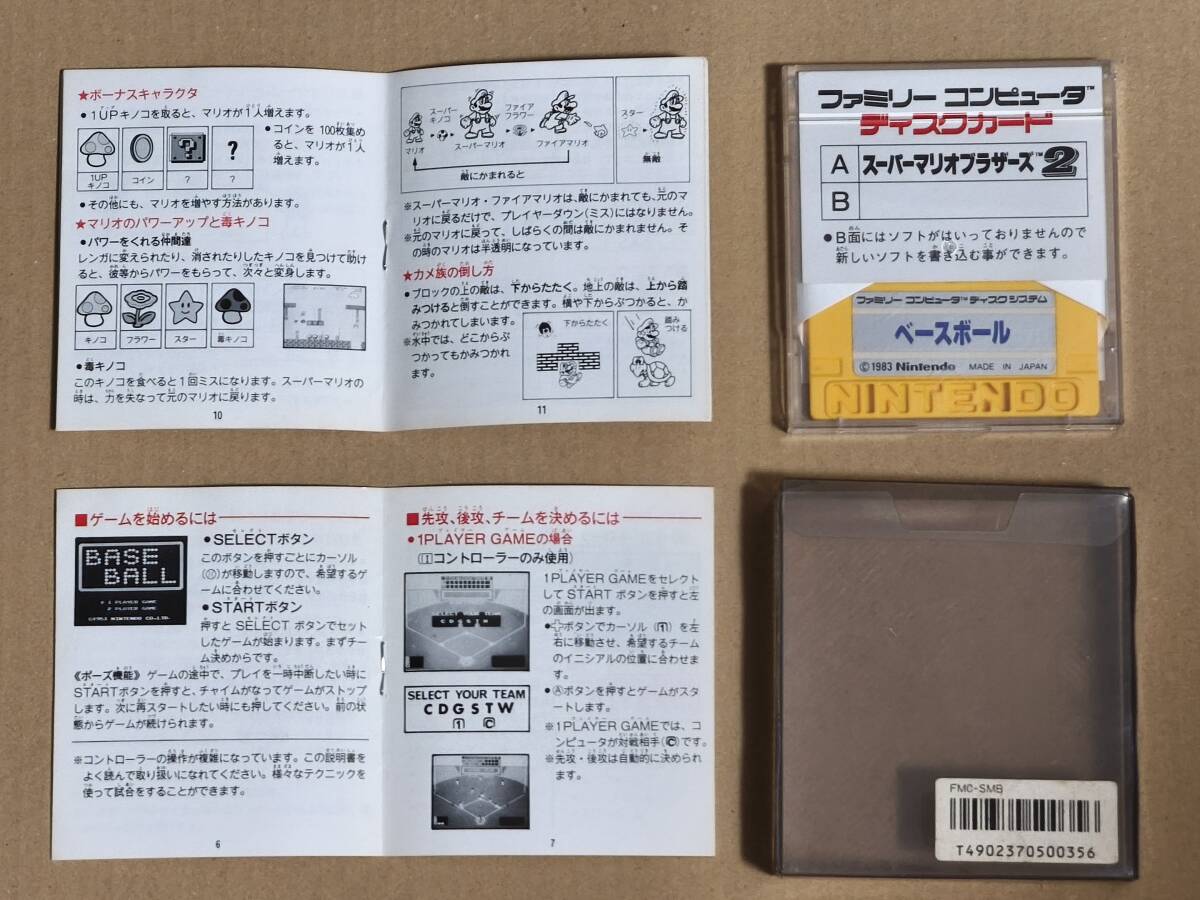 ★ボーナスキャラクタ
●1UPキノコを取ると、マリオが1人増えます。
1UP
キノコ
コイン
?
?
?
●コインを 100枚集め
ると、マリオが1人
増えます。
●その他にも、マリオを増やす方法があります。
★マリオのパワーアップと毒キノコ
●パワーをくれる仲間達
レンガに変えられたり、消されたりしたキノコを見つけて助け
ると、彼等からパワーをもらって、次々と変身します。
キノコ
フラワー
スター
毒キノコ
●毒キノコ
このキノコを食べると1回ミスになります。スーパーマリオの
時は、力を失なって元のマリオに戻ります。
10
マリオ
スーパー
キノコ
スーパーマリオ
ファイア
フラワー
ファイアマリオ
敵にかまれると
スター
無敵
※スーパーマリオ・ファイアマリオは、敵にかまれても、元のマ
リオに戻るだけで、プレイヤーダウン(ミス)にはなりません。
※元のマリオに戻って、しばらくの間は敵にかまれません。そ
の時のマリオは半透明になっています。
★カメ族の倒し方
●ブロックの上の敵は、下からたたく。地上の敵は、上から踏
みつけると倒すことができます。横や下からぶつかると、か
みつかれてしまいます。
※水中では、どこからぶ
つかってもかみつかれ
ます。
下からたたく
踏み
つける
11
ファミリー コンピュータ™
ディスクカード
A スーパーマリオブラザーズ™2
B
●B面にはソフトがはいっておりませんので
新しいソフトを書き込む事ができます。
ファミリー コンピュータ™ ディスクシステム
ベースボール
©1983 Nintendo MADE IN JAPAN
NINTENDO
■ゲームを始めるには
BASE
BALL
1 PLAYER GAME
2 PLAYER GAME
©1983 NINTENDO CO.,LTD.
●SELECTボタン
このボタンを押すごとにカーソル
(◎)が移動しますので、希望するゲ
ームに合わせてください。
●STARTボタン
押すと SELECT ボタンでセット
したゲームが始まります。まずチー
ム決めからです。
《ポーズ機能》ゲームの途中で、プレイを一時中断したい時に
STARTボタンを押すと、チャイムがなってゲームがストップ
します。次に再スタートしたい時にも押してください。前の状
態からゲームが続けられます。
※コントローラーの操作が複雑になっています。この説明書を
よく読んで取り扱いになれてください。様々なテクニックを
使って試合をすることができます。
6
■先攻、後攻、チームを決めるには
●1PLAYER GAMEの場合
(Ⅰコントローラーのみ使用)
SELECT YOUR TEAM
C D G S T W
SELECT YOUR TEAM
C D G S T W
1 C
1PLAYER GAMEをセレクト
して START ボタンを押すと左
の画面が出ます。
●✚ボタンでカーソル (1) を左
右に移動させ、希望するチーム
のイニシアルの位置に合わせま
す。
●Ⓐボタンを押すとゲームがスタ
ートします。
※1PLAYER GAMEでは、コ
ンピュータが対戦相手(C)です。
※先攻・後攻は自動的に決められ
ます。
7
FMC-SMB
T4902370500356